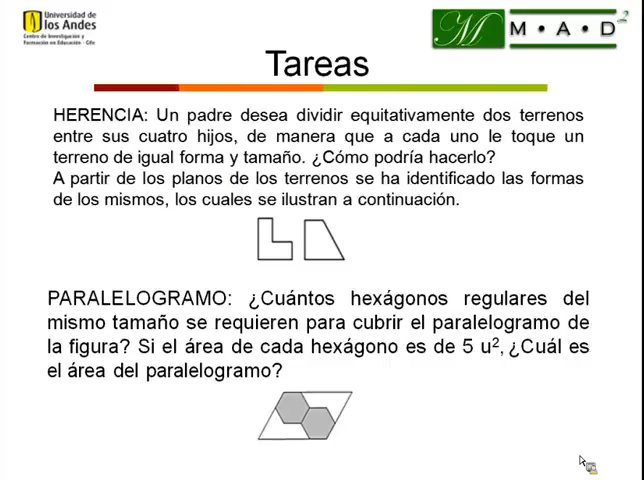 Universidad de
los Andes
Centro de Investigación y
Formación en Educación - Cife
M M • A • D 2
Tareas
HERENCIA: Un padre desea dividir equitativamente dos terrenos
entre sus cuatro hijos, de manera que a cada uno le toque un
terreno de igual forma y tamaño. ¿Cómo podría hacerlo?
A partir de los planos de los terrenos se ha identificado las formas
de los mismos, los cuales se ilustran a continuación.
PARALELOGRAMO: ¿Cuántos hexágonos regulares del
mismo tamaño se requieren para cubrir el paralelogramo de
la figura? Si el área de cada hexágono es de 5 u², ¿Cuál es
el área del paralelogramo?